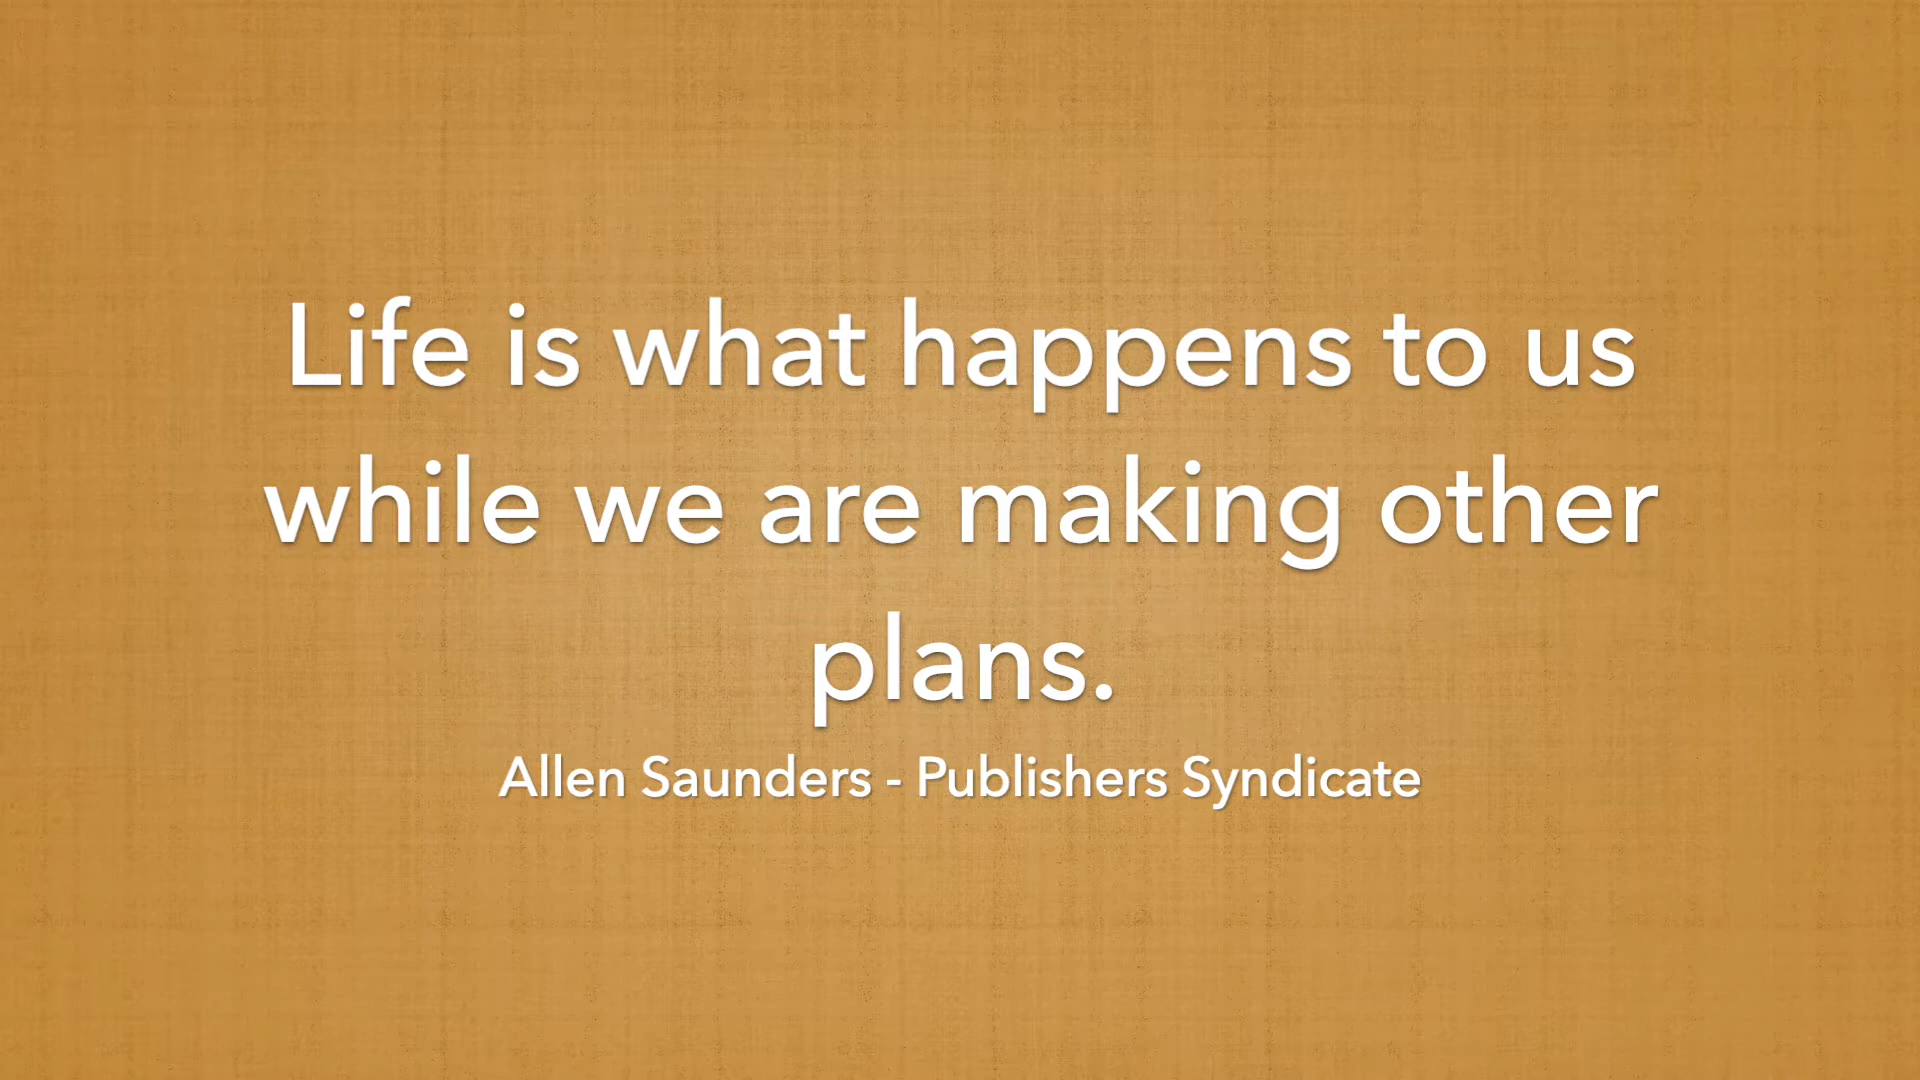 Life is what happens to us
while we are making other
plans.
Allen Saunders - Publishers Syndicate